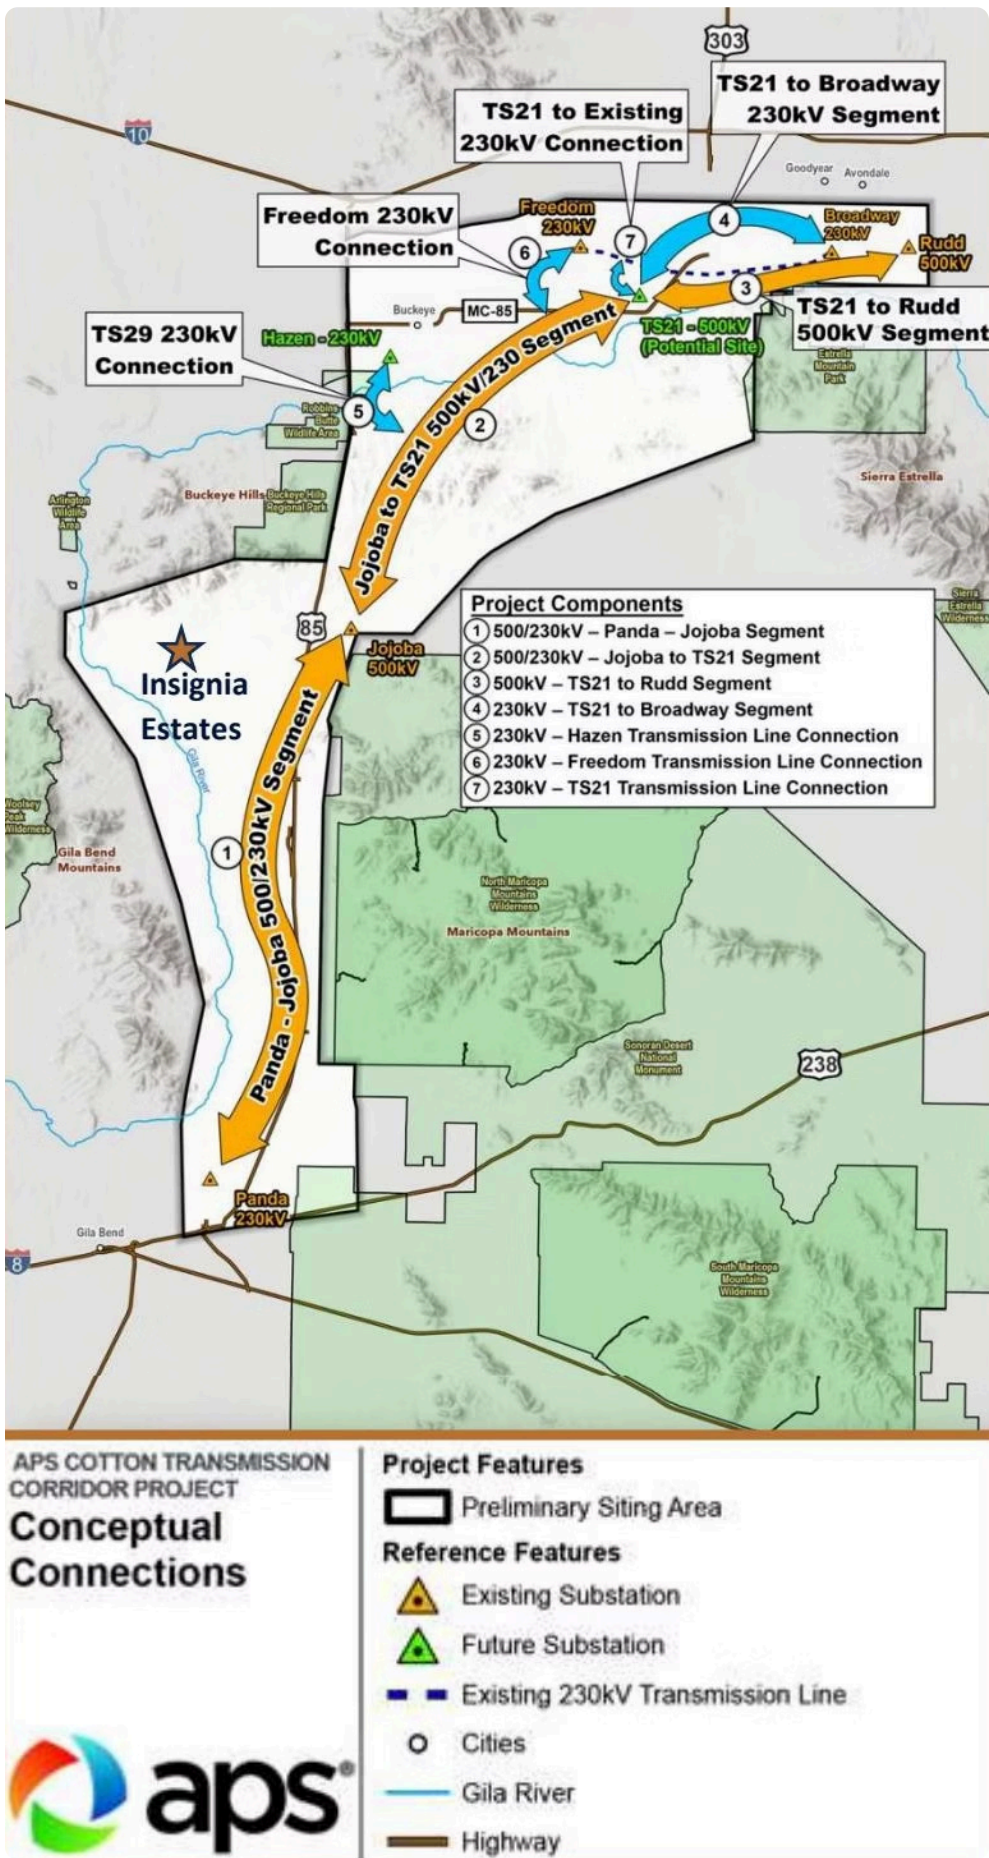 303
10
TS21 to Broadway
230kV Segment
TS21 to Existing
230kV Connection
Goodyear
Avondale
Freedom 230kV
Connection
Freedom
230kV
7
4
Broadway
230kV
Rudd
500kV
6
3
Buckeye
MC-85
TS21 - 500kV
(Potential Site)
TS21 to Rudd
500kV Segment
TS29 230kV
Connection
Hazen - 230kV
Estrella
Mountain
Park
5
Robbins
Butte
Wildlife Area
Jojoba to TS21 500kV/230 Segment
2
Sierra Estrella
Buckeye Hills
Buckeye Hills
Regional Park
Arlington
Wildlife
Area
Sierra
Estrella
Wilderness
85
Jojoba
500kV
Project Components
1 500/230kV – Panda – Jojoba Segment
2 500/230kV – Jojoba to TS21 Segment
3 500kV – TS21 to Rudd Segment
4 230kV – TS21 to Broadway Segment
5 230kV – Hazen Transmission Line Connection
6 230kV – Freedom Transmission Line Connection
7 230kV – TS21 Transmission Line Connection
Insignia
Estates
Gila River
Woolsey
Peak
Wilderness
Gila Bend
Mountains
1
Panda - Jojoba 500/230kV Segment
North Maricopa
Mountains
Wilderness
Maricopa Mountains
Sonoran Desert
National
Monument
238
Panda
230kV
Gila Bend
8
South Maricopa
Mountains
Wilderness
APS COTTON TRANSMISSION
CORRIDOR PROJECT
Conceptual
Connections
aps®
Project Features
Preliminary Siting Area
Reference Features
Existing Substation
Future Substation
Existing 230kV Transmission Line
Cities
Gila River
Highway